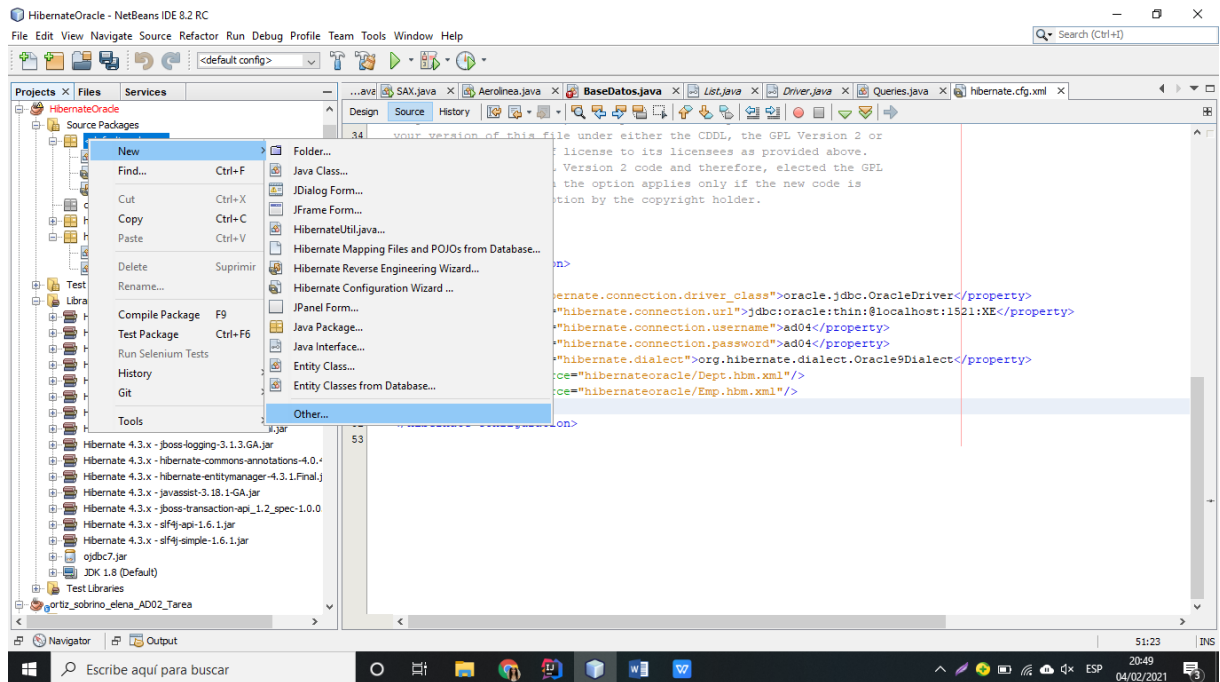 HibernateOracle - NetBeans IDE 8.2 RC
File Edit View Navigate Source Refactor Run Debug Profile Team Tools Window Help
Search (Ctrl+I)
<default config>
Projects Files Services
...ava SAX.java Aerolinea.java BaseDatos.java List.java Driver.java Queries.java hibernate.cfg.xml
Design Source History
HibernateOracle
Source Packages
New
Find... Ctrl+F
Cut Ctrl+X
Copy Ctrl+C
Paste Ctrl+V
Delete Suprimir
Rename...
Compile Package F9
Test Package Ctrl+F6
Run Selenium Tests
History
Git
Tools
Folder...
Java Class...
JDialog Form...
JFrame Form...
HibernateUtil.java...
Hibernate Mapping Files and POJOs from Database...
Hibernate Reverse Engineering Wizard...
Hibernate Configuration Wizard ...
JPanel Form...
Java Package...
Java Interface...
Entity Class...
Entity Classes from Database...
Other...
Test
Libra
.jar
Hibernate 4.3.x - jboss-logging-3.1.3.GA.jar
Hibernate 4.3.x - hibernate-commons-annotations-4.0.4
Hibernate 4.3.x - hibernate-entitymanager-4.3.1.Final.j
Hibernate 4.3.x - javassist-3.18.1-GA.jar
Hibernate 4.3.x - jboss-transaction-api_1.2_spec-1.0.0
Hibernate 4.3.x - slf4j-api-1.6.1.jar
Hibernate 4.3.x - slf4j-simple-1.6.1.jar
ojdbc7.jar
JDK 1.8 (Default)
Test Libraries
ortiz_sobrino_elena_AD02_Tarea
34 your version of this file under either the CDDL, the GPL Version 2 or
license to its licensees as provided above.
Version 2 code and therefore, elected the GPL
the option applies only if the new code is
tion by the copyright holder.
on>
ernate.connection.driver_class">oracle.jdbc.OracleDriver</property>
"hibernate.connection.url">jdbc:oracle:thin:@localhost:1521:XE</property>
"hibernate.connection.username">ad04</property>
"hibernate.connection.password">ad04</property>
"hibernate.dialect">org.hibernate.dialect.Oracle9Dialect</property>
rce="hibernateoracle/Dept.hbm.xml"/>
rce="hibernateoracle/Emp.hbm.xml"/>
on>
53
Navigator Output
51:23 INS
Escribe aquí para buscar
ESP
20:49
04/02/2021
3